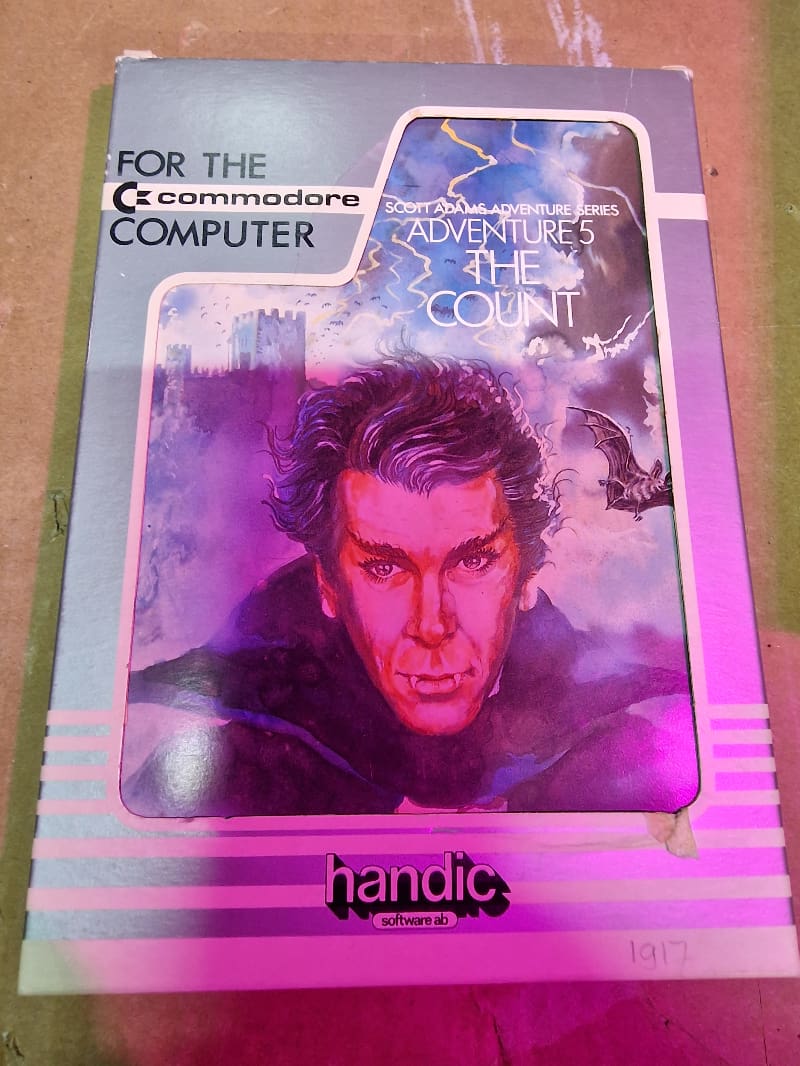 FOR THE
commodore
COMPUTER
SCOTT ADAMS ADVENTURE SERIES
ADVENTURE 5
THE
COUNT
handic
software ab
1917